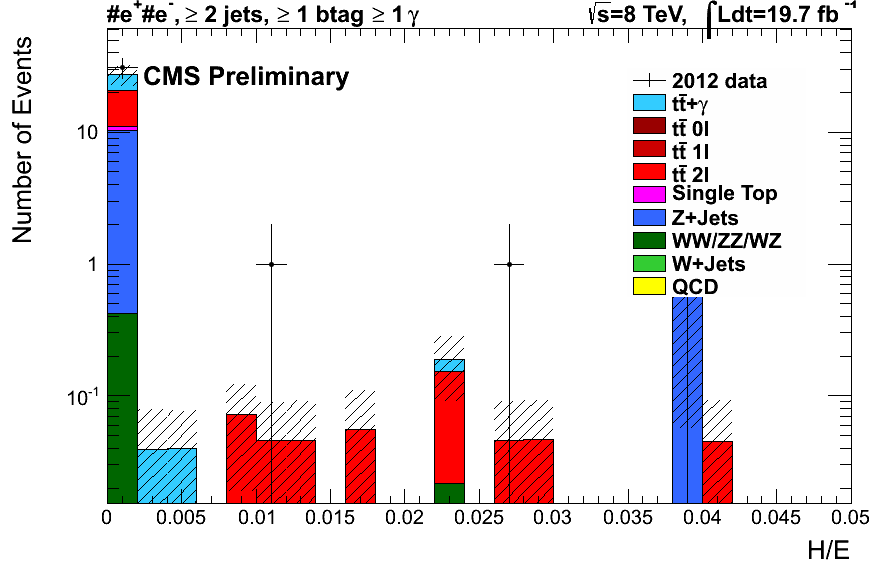 #e⁺#e⁻, ≥ 2 jets, ≥ 1 btag ≥ 1 γ
√s=8 TeV, ∫Ldt=19.7 fb⁻¹
CMS Preliminary
Number of Events
10
1
10⁻¹
2012 data
tt̄+γ
tt̄ 0l
tt̄ 1l
tt̄ 2l
Single Top
Z+Jets
WW/ZZ/WZ
W+Jets
QCD
0 0.005 0.01 0.015 0.02 0.025 0.03 0.035 0.04 0.045 0.05
H/E